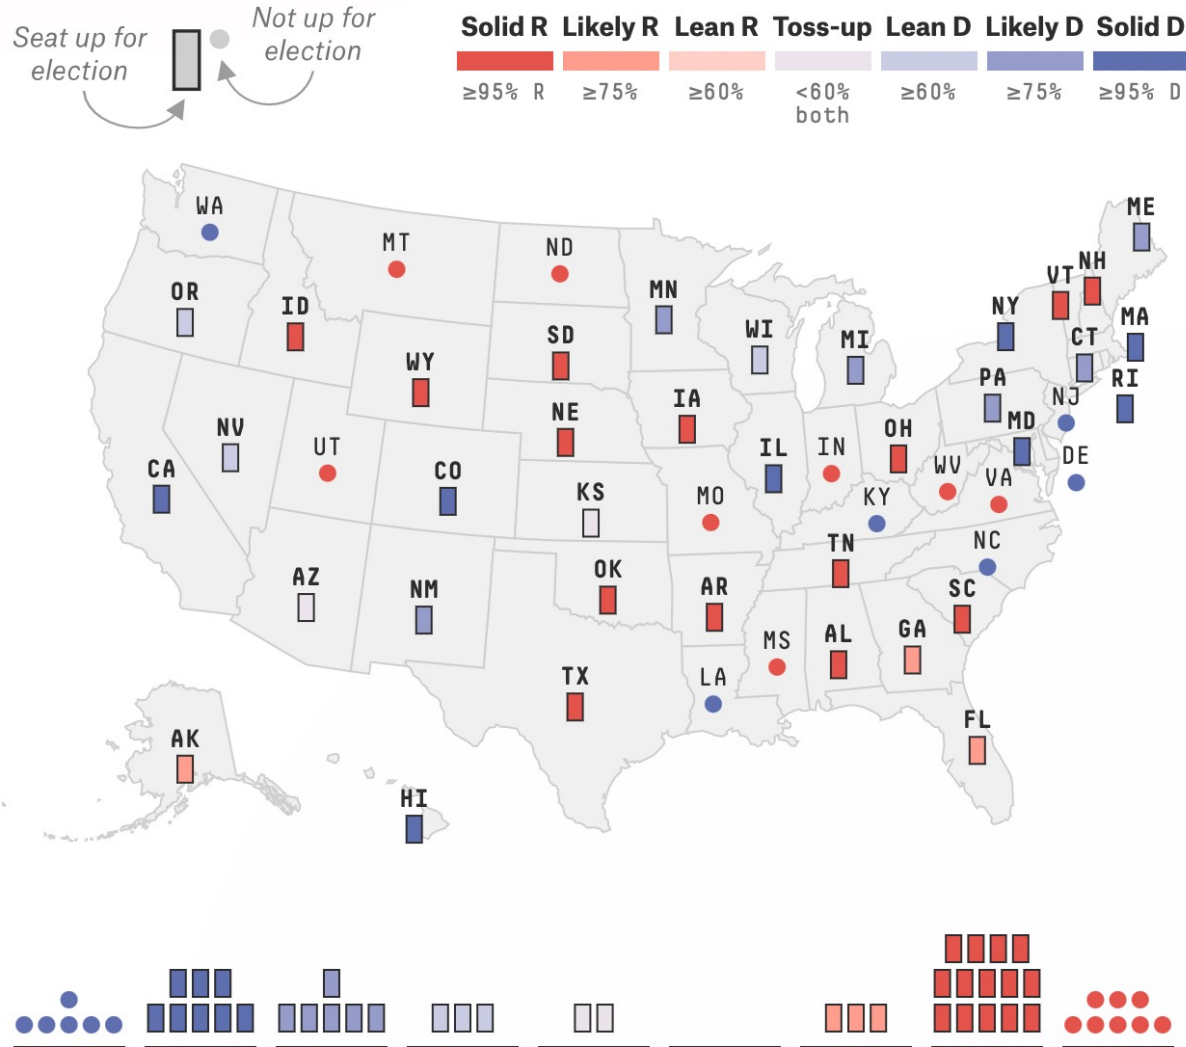 Seat up for
election
Not up for
election
Solid R Likely R Lean R Toss-up Lean D Likely D Solid D
≥95% R ≥75% ≥60% <60% ≥60% ≥75% ≥95% D
both
WA
ME
MT
ND
NH
VT
OR
ID
MN
NY
MA
SD
WI
MI
CT
WY
PA
RI
NE
IA
NJ
NV
UT
OH
MD
CA
CO
IL
IN
WV
DE
KS
MO
KY
VA
TN
NC
AZ
NM
OK
AR
SC
MS
AL
GA
TX
LA
FL
AK
HI